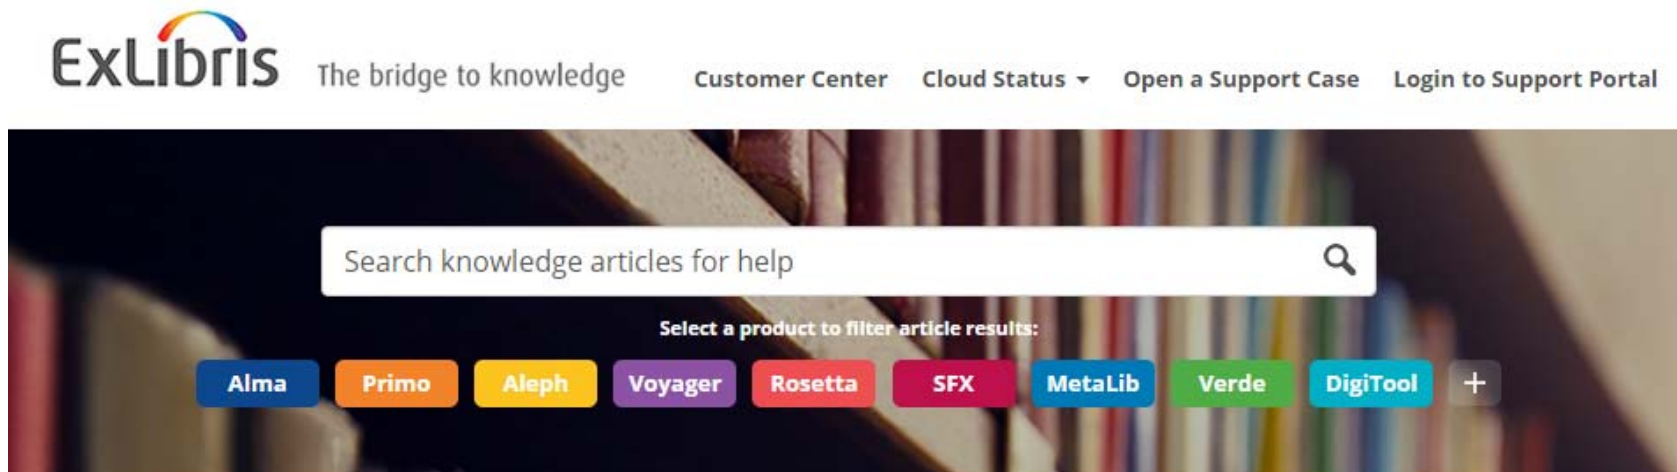 ExLibris The bridge to knowledge Customer Center Cloud Status Open a Support Case Login to Support Portal
Search knowledge articles for help
Select a product to filter article results:
Alma Primo Aleph Voyager Rosetta SFX MetaLib Verde DigiTool +